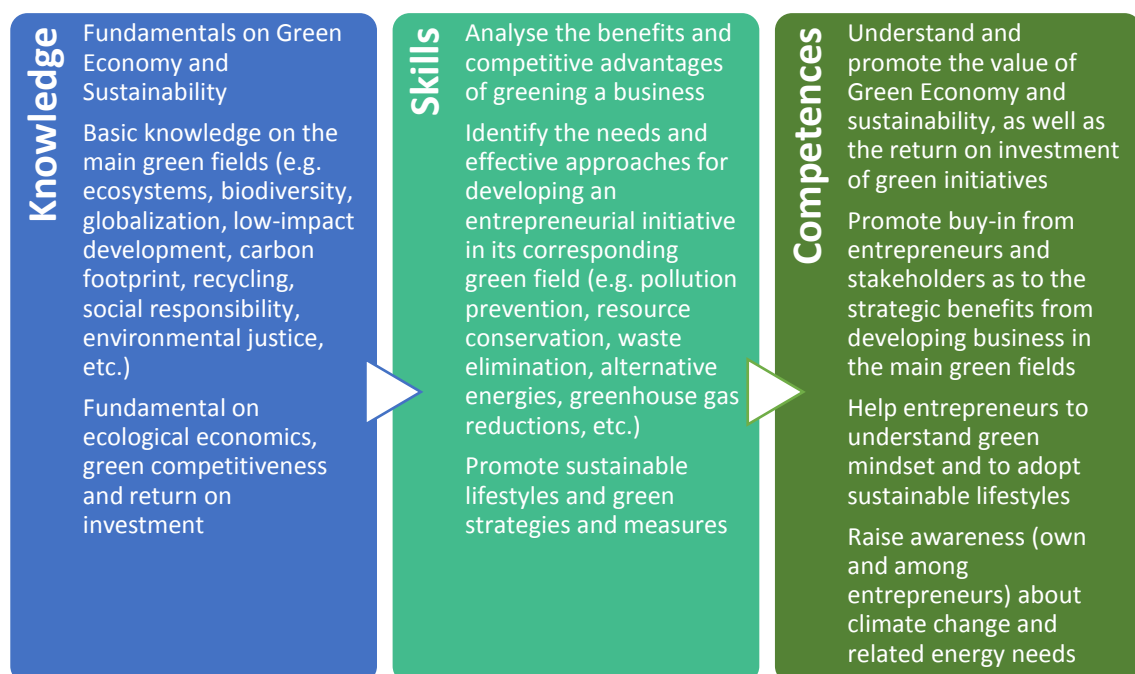 Knowledge
Fundamentals on Green
Economy and
Sustainability
Basic knowledge on the
main green fields (e.g.
ecosystems, biodiversity,
globalization, low-impact
development, carbon
footprint, recycling,
social responsibility,
environmental justice,
etc.)
Fundamental on
ecological economics,
green competitiveness
and return on
investment
Skills
Analyse the benefits and
competitive advantages
of greening a business
Identify the needs and
effective approaches for
developing an
entrepreneurial initiative
in its corresponding
green field (e.g. pollution
prevention, resource
conservation, waste
elimination, alternative
energies, greenhouse gas
reductions, etc.)
Promote sustainable
lifestyles and green
strategies and measures
Competences
Understand and
promote the value of
Green Economy and
sustainability, as well as
the return on investment
of green initiatives
Promote buy-in from
entrepreneurs and
stakeholders as to the
strategic benefits from
developing business in
the main green fields
Help entrepreneurs to
understand green
mindset and to adopt
sustainable lifestyles
Raise awareness (own
and among
entrepreneurs) about
climate change and
related energy needs